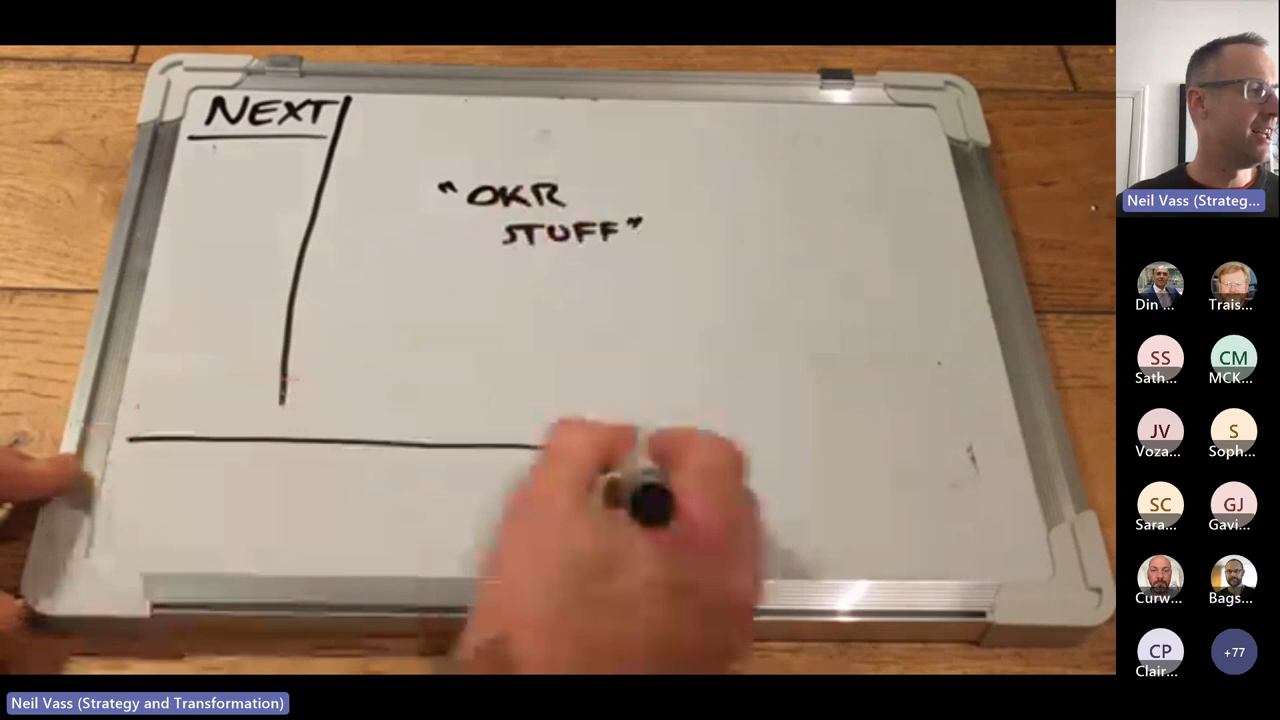 NEXT
"OKR
STUFF"
Neil Vass (Strateg...
Din ...
Trais...
SS
CM
Sath...
MCK...
JV
S
Voza...
Soph...
SC
GJ
Sara...
Gavi...
Curw...
Bags...
CP
+77
Clair...
Neil Vass (Strategy and Transformation)